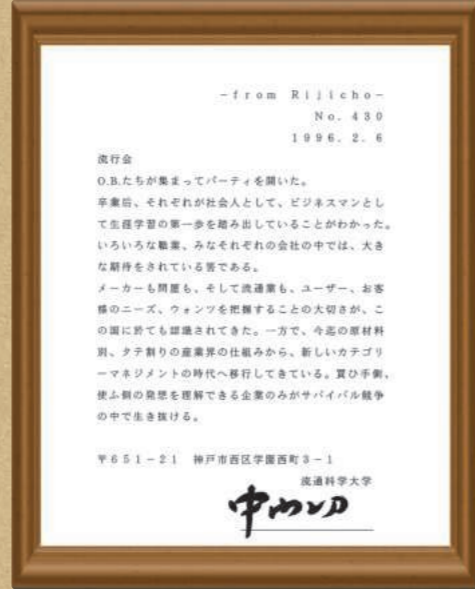 -from Rijicho-
No. 430
1996. 2. 6
流行会
O.B.たちが集まってパーティを開いた。
卒業后、それぞれが社会人として、ビジネスマンとし
て生涯学習の第一歩を踏み出していることがわかった。
いろいろな職業、みなそれぞれの会社の中では、大き
な期待をされている筈である。
メーカーも問屋も、そして流通業も、ユーザー、お客
様のニーズ、ウォンツを把握することの大切さが、こ
の国に於ても認識されてきた。一方で、今迄の原材料
別、タテ割りの産業界の仕組みから、新しいカテゴリ
ーマネジメントの時代へ移行してきている。買ひ手側、
使ふ側の発想を理解できる企業のみがサバイバル競争
の中で生き抜ける。
〒651-21 神戸市西区学園西町3-1
流通科学大学
中内㓛